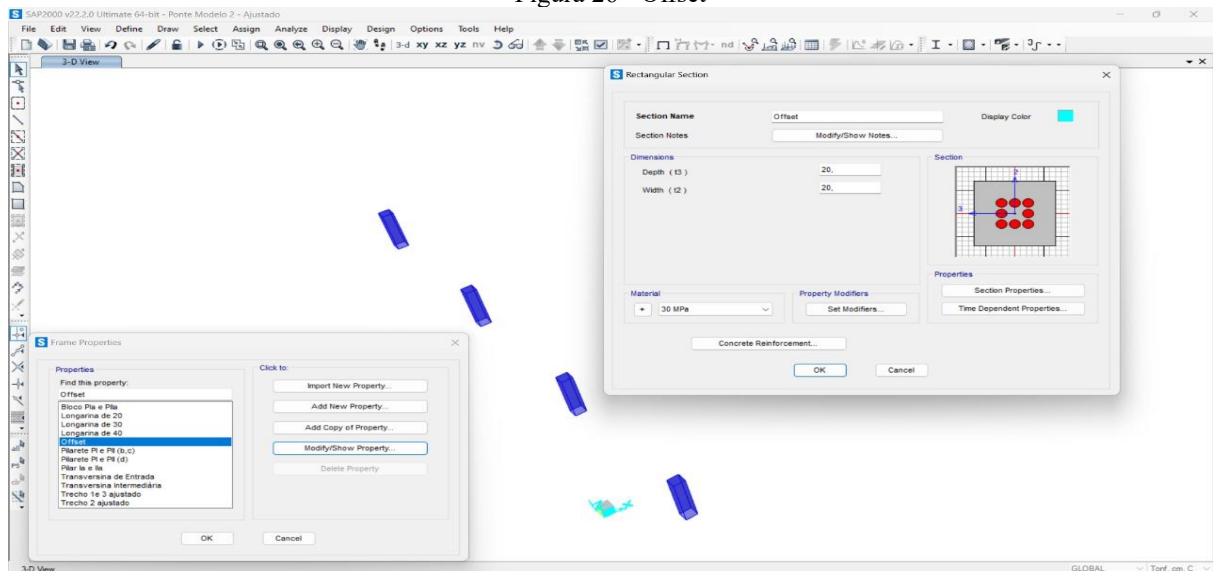 Figura 26 - Offset
SAP2000 v22.2.0 Ultimate 64-bit - Ponte Modelo 2 - Ajustado
File Edit View Define Draw Select Assign Analyze Display Design Options Tools Help
3-d xy xz yz nv
nd
3-D View
Rectangular Section
Section Name
Offset
Display Color
Section Notes
Modify/Show Notes...
Dimensions
Depth ( t3 )
20,
Width ( t2 )
20,
Section
2
3
Properties
Section Properties...
Time Dependent Properties...
Material
+ 30 MPa
Property Modifiers
Set Modifiers...
Concrete Reinforcement...
OK Cancel
Frame Properties
Properties
Find this property:
Offset
Bloco PIa e PIIa
Longarina de 20
Longarina de 30
Longarina de 40
Offset
Pilarete PI e PII (b,c)
Pilarete PI e PII (d)
Pilar Ia e IIa
Transversina de Entrada
Transversina Intermediária
Trecho 1e 3 ajustado
Trecho 2 ajustado
Click to:
Import New Property...
Add New Property...
Add Copy of Property...
Modify/Show Property...
Delete Property
OK Cancel
X
3-D View
GLOBAL
Tonf, cm, C